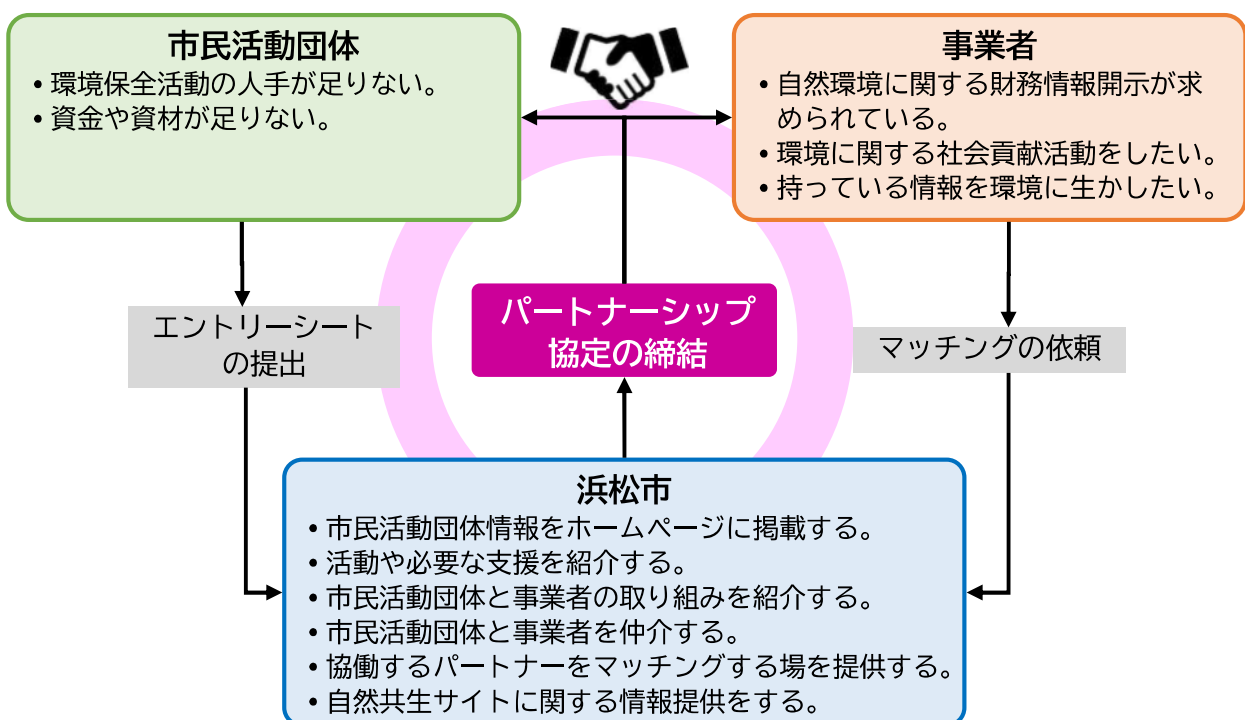 市民活動団体
• 環境保全活動の人手が足りない。
• 資金や資材が足りない。
事業者
• 自然環境に関する財務情報開示が求
められている。
• 環境に関する社会貢献活動をしたい。
• 持っている情報を環境に生かしたい。
エントリーシート
の提出
パートナーシップ
協定の締結
マッチングの依頼
浜松市
• 市民活動団体情報をホームページに掲載する。
• 活動や必要な支援を紹介する。
• 市民活動団体と事業者の取り組みを紹介する。
• 市民活動団体と事業者を仲介する。
• 協働するパートナーをマッチングする場を提供する。
• 自然共生サイトに関する情報提供をする。